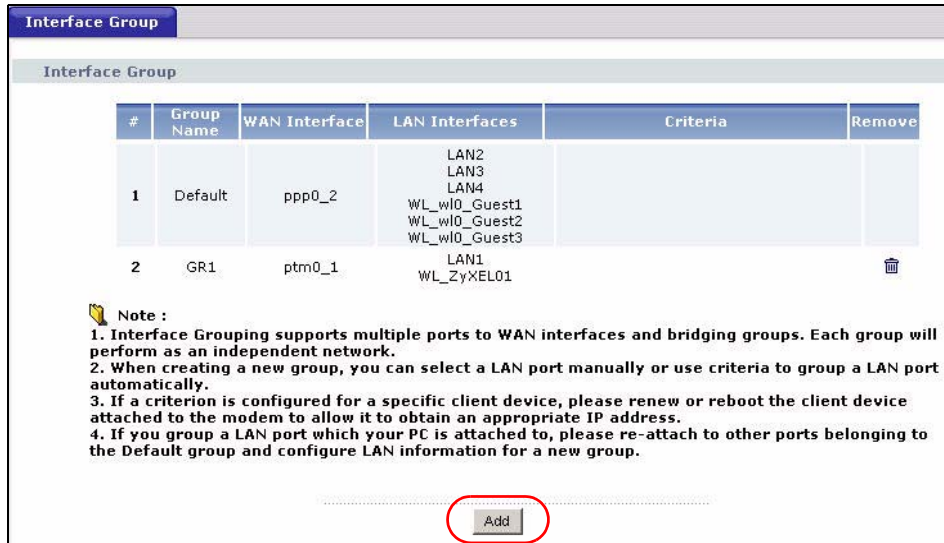 Interface Group
Interface Group
# Group Name WAN Interface LAN Interfaces Criteria Remove
1 Default ppp0_2 LAN2
LAN3
LAN4
WL_wl0_Guest1
WL_wl0_Guest2
WL_wl0_Guest3
2 GR1 ptm0_1 LAN1
WL_ZyXEL01
Note :
1. Interface Grouping supports multiple ports to WAN interfaces and bridging groups. Each group will
perform as an independent network.
2. When creating a new group, you can select a LAN port manually or use criteria to group a LAN port
automatically.
3. If a criterion is configured for a specific client device, please renew or reboot the client device
attached to the modem to allow it to obtain an appropriate IP address.
4. If you group a LAN port which your PC is attached to, please re-attach to other ports belonging to
the Default group and configure LAN information for a new group.
Add